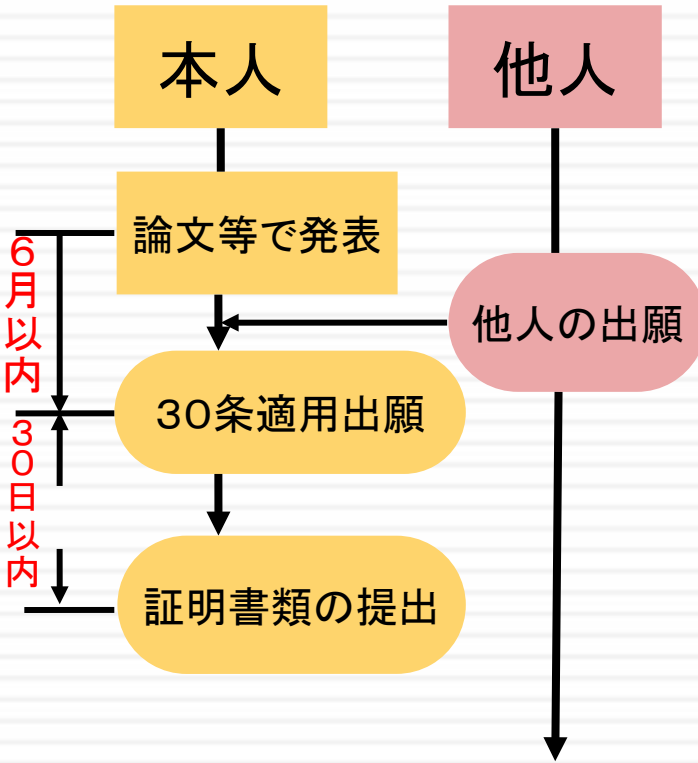 本人
他人
論文等で発表
６月以内
他人の出願
３０条適用出願
３０日以内
証明書類の提出